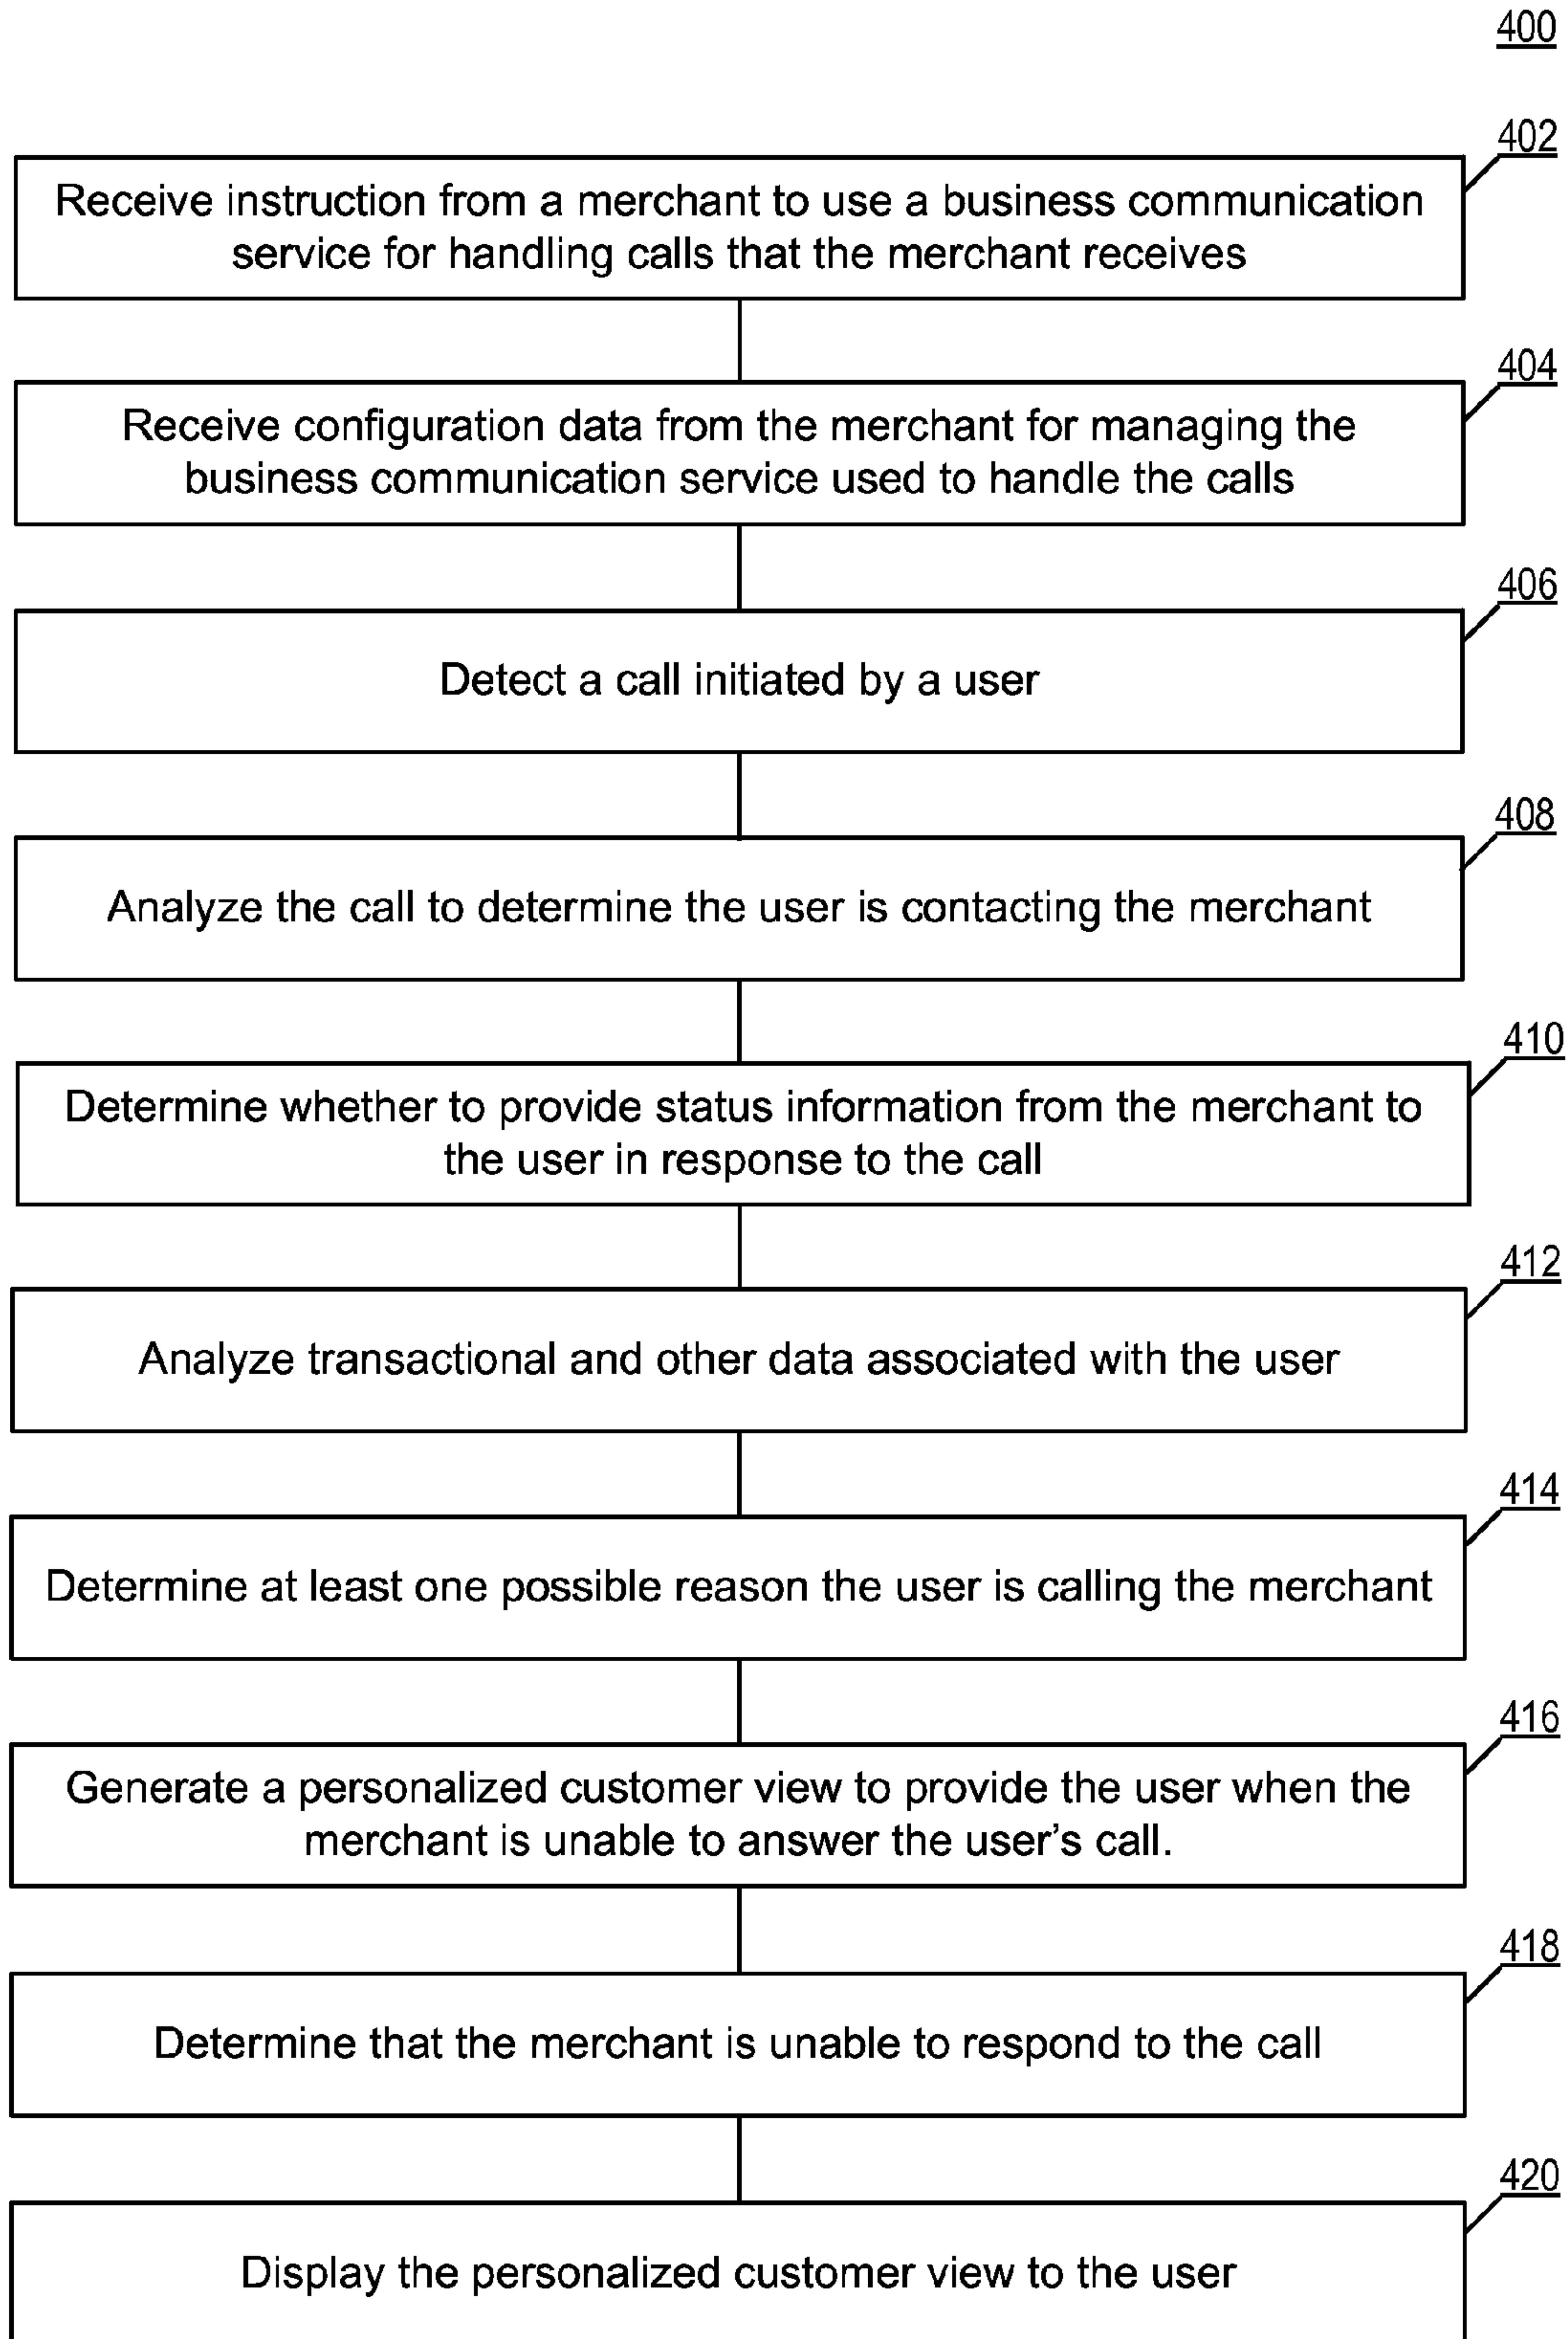 400
402
Receive instruction from a merchant to use a business communication
service for handling calls that the merchant receives
404
Receive configuration data from the merchant for managing the
business communication service used to handle the calls
406
Detect a call initiated by a user
408
Analyze the call to determine the user is contacting the merchant
410
Determine whether to provide status information from the merchant to
the user in response to the call
412
Analyze transactional and other data associated with the user
414
Determine at least one possible reason the user is calling the merchant
416
Generate a personalized customer view to provide the user when the
merchant is unable to answer the user's call.
418
Determine that the merchant is unable to respond to the call
420
Display the personalized customer view to the user